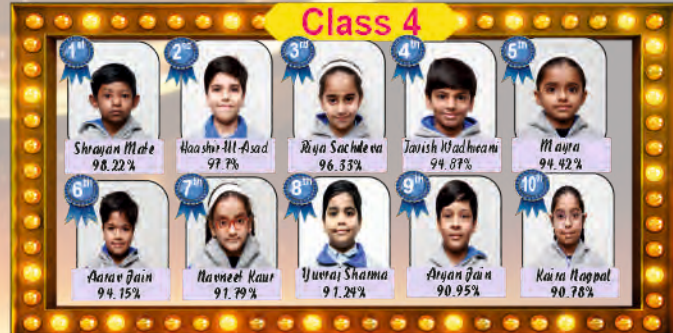 Class 4
1st
2nd
3rd
4th
5th
Shrayan Mate
Haashir-Ul-Asad
Riya Sachdeva
Tavish Wadhwani
Mayra
98.22%
97.7%
96.33%
94.87%
94.42%
6th
7th
8th
9th
10th
Aarav Jain
Navneet Kaur
Yuvraj Sharma
Aryan Jain
Kaira Nagpal
94.15%
91.79%
91.24%
90.95%
90.78%